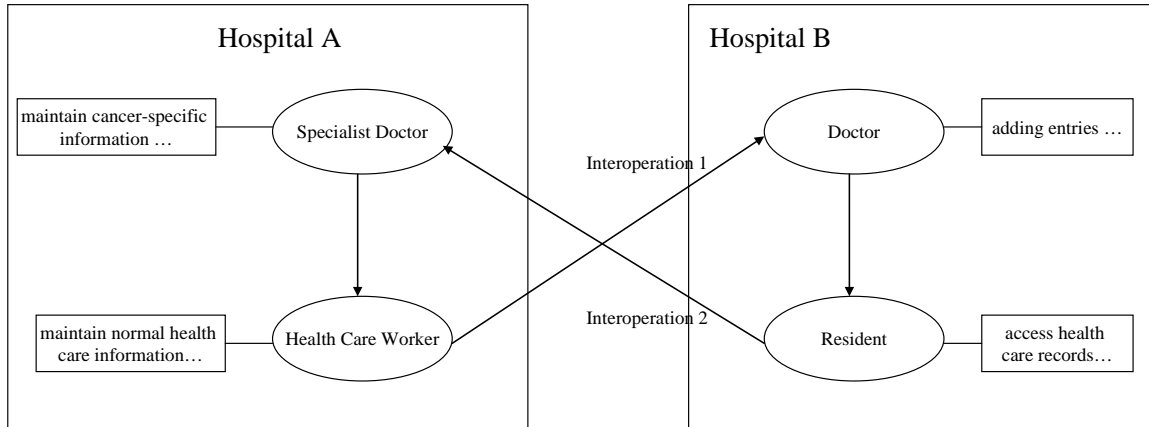 Hospital A
Hospital B
maintain cancer-specific
information …
Specialist Doctor
Doctor
adding entries …
Interoperation 1
Interoperation 2
maintain normal health
care information…
Health Care Worker
Resident
access health
care records…